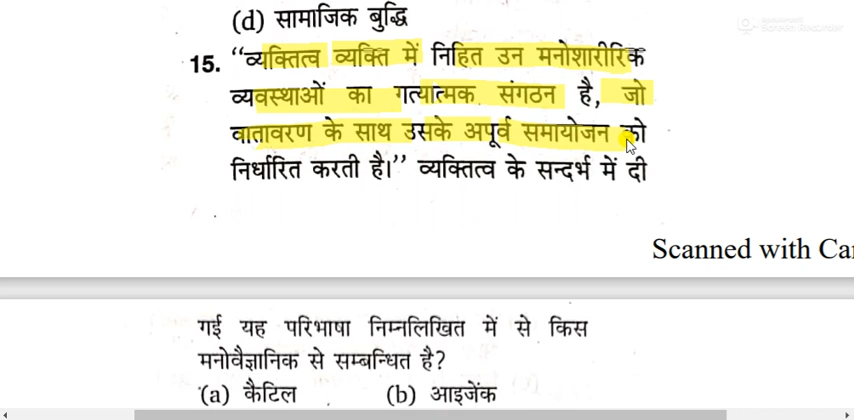 (d) सामाजिक बुद्धि
15. "व्यक्तित्व व्यक्ति में निहित उन मनोशारीरिक
व्यवस्थाओं का गत्यात्मक संगठन है, जो
वातावरण के साथ उसके अपूर्व समायोजन को
निर्धारित करती है।" व्यक्तित्व के सन्दर्भ में दी
Scanned with Ca
गई यह परिभाषा निम्नलिखित में से किस
मनोवैज्ञानिक से सम्बन्धित है?
(a) कैटिल (b) आइजेंक